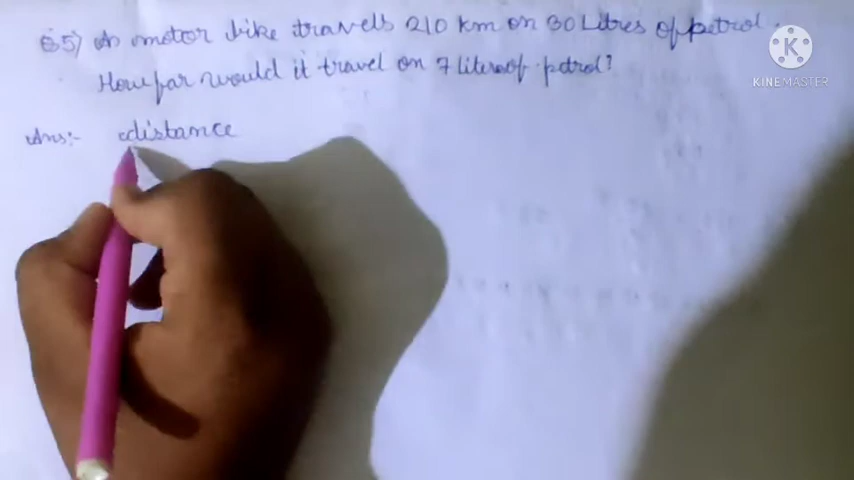 Q5) A motor bike travels 210 km on 30 Litres of petrol.
How far would it travel on 7 liters of petrol?
Ans:- distance
KINEMASTER